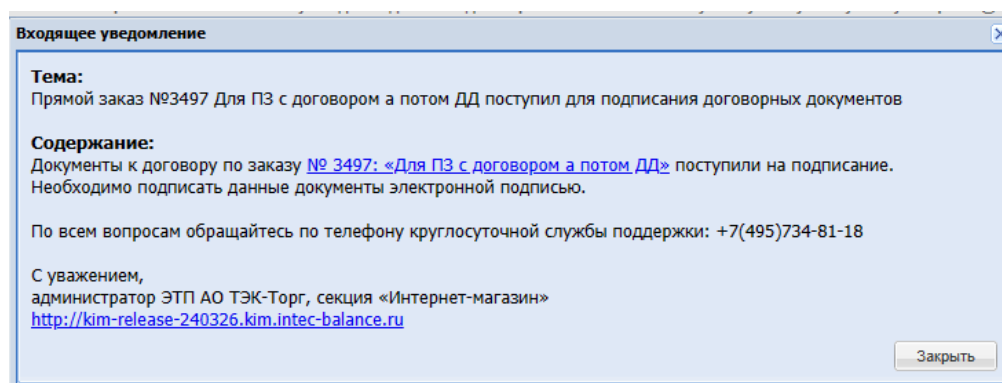 Входящее уведомление
Тема:
Прямой заказ №3497 Для ПЗ с договором а потом ДД поступил для подписания договорных документов
Содержание:
Документы к договору по заказу № 3497: «Для ПЗ с договором а потом ДД» поступили на подписание.
Необходимо подписать данные документы электронной подписью.
По всем вопросам обращайтесь по телефону круглосуточной службы поддержки: +7(495)734-81-18
С уважением,
администратор ЭТП АО ТЭК-Торг, секция «Интернет-магазин»
http://kim-release-240326.kim.intec-balance.ru
Закрыть